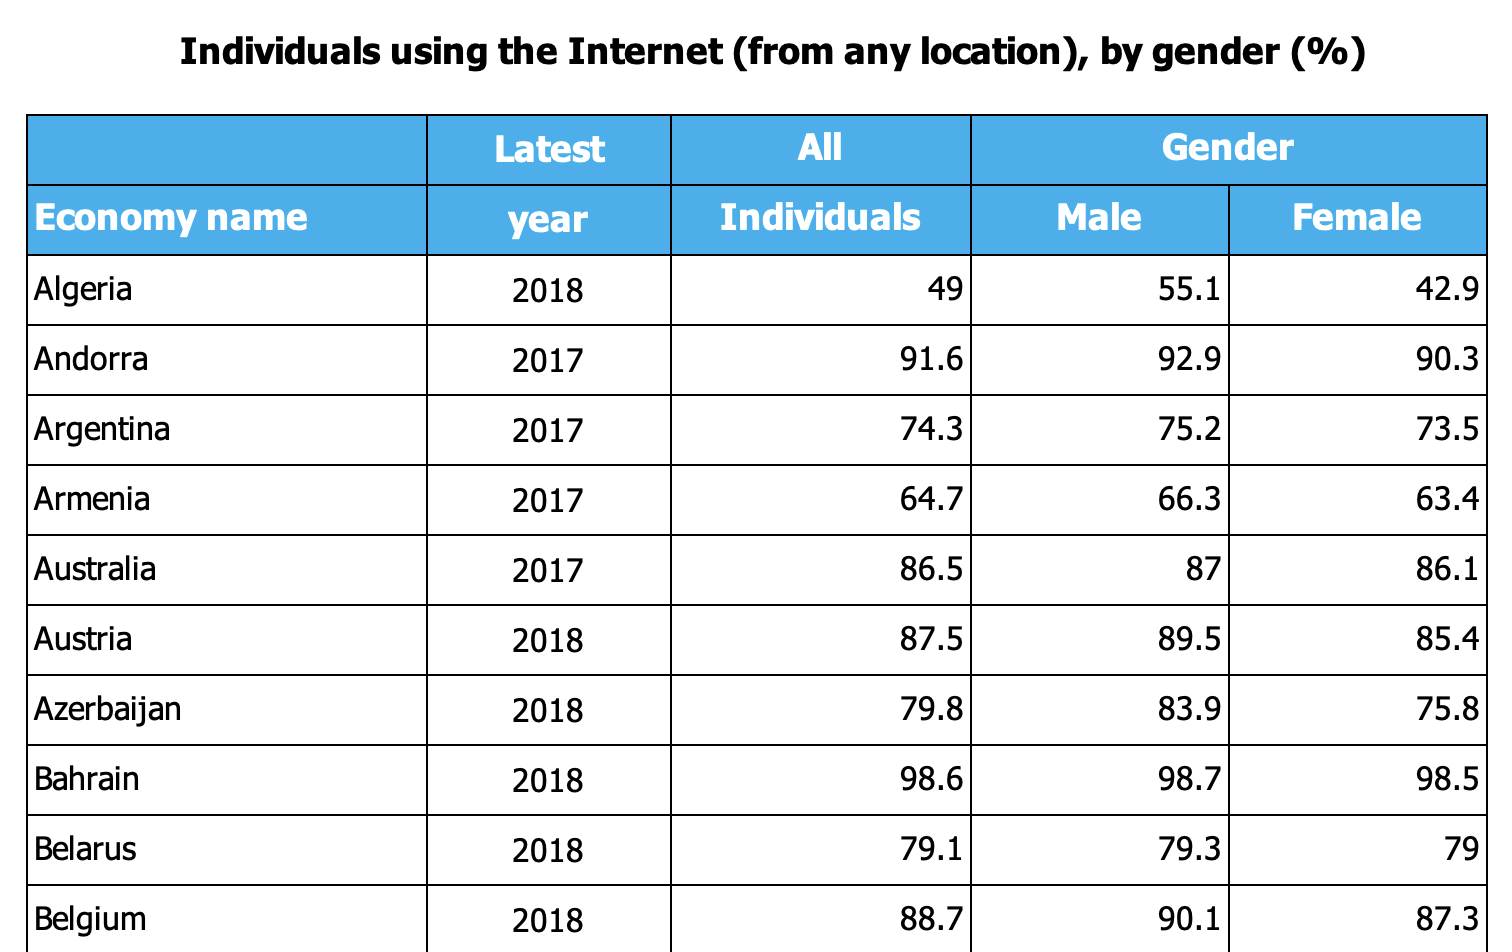 Individuals using the Internet (from any location), by gender (%)
Latest All Gender
Economy name year Individuals Male Female
Algeria 2018 49 55.1 42.9
Andorra 2017 91.6 92.9 90.3
Argentina 2017 74.3 75.2 73.5
Armenia 2017 64.7 66.3 63.4
Australia 2017 86.5 87 86.1
Austria 2018 87.5 89.5 85.4
Azerbaijan 2018 79.8 83.9 75.8
Bahrain 2018 98.6 98.7 98.5
Belarus 2018 79.1 79.3 79
Belgium 2018 88.7 90.1 87.3